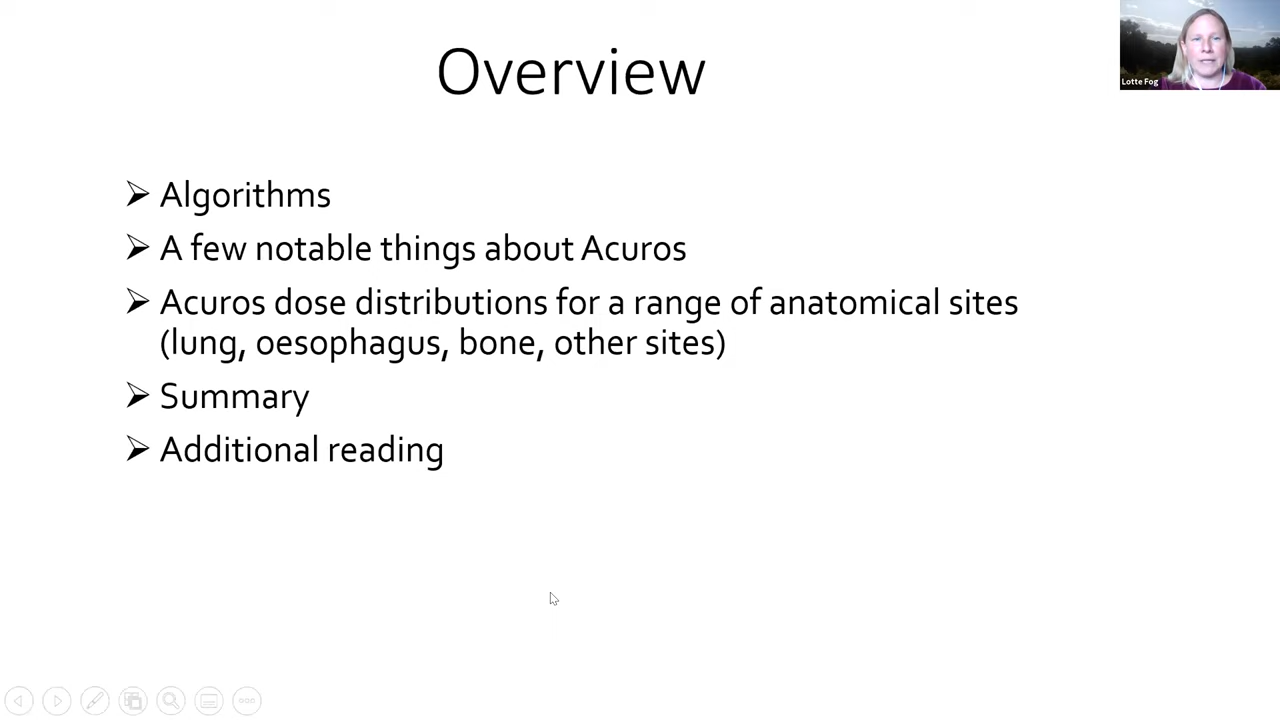 Overview
Lotte Fog
➢ Algorithms
➢ A few notable things about Acuros
➢ Acuros dose distributions for a range of anatomical sites
(lung, oesophagus, bone, other sites)
➢ Summary
➢ Additional reading